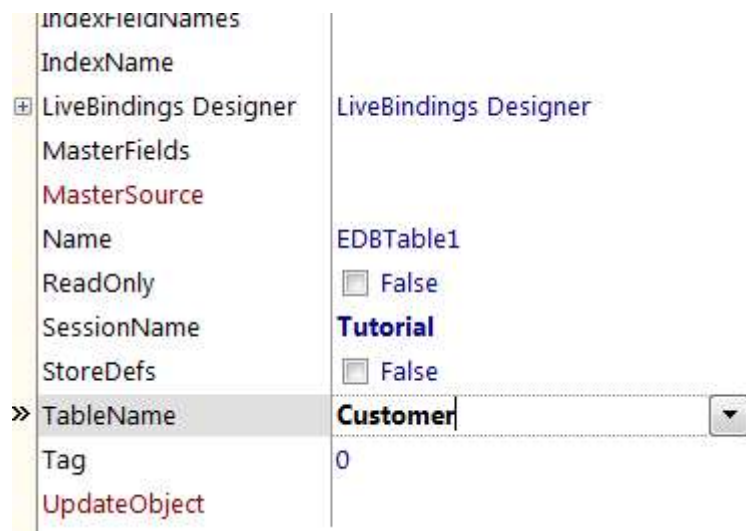 IndexFieldNames
IndexName
LiveBindings Designer LiveBindings Designer
MasterFields
MasterSource
Name EDBTable1
ReadOnly False
SessionName Tutorial
StoreDefs False
» TableName Customer
Tag 0
UpdateObject